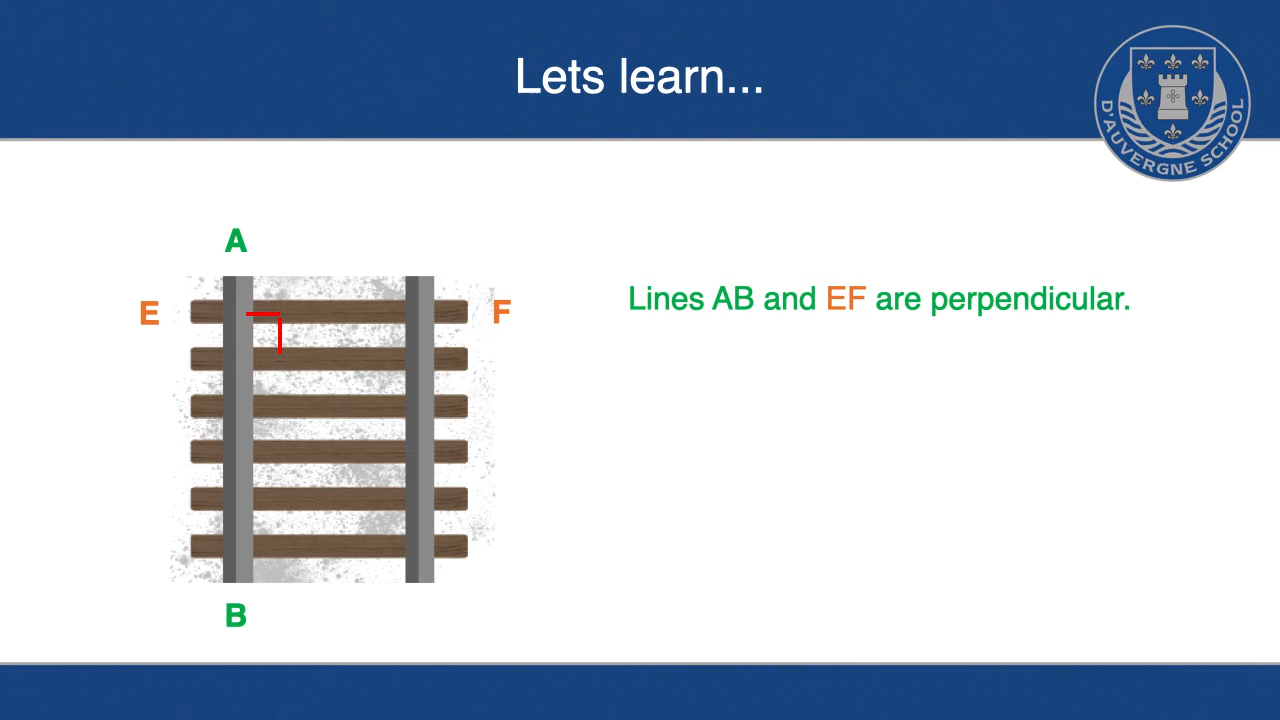 Lets learn...
D'AUVERGNE SCHOOL
A
E
F
Lines AB and EF are perpendicular.
B